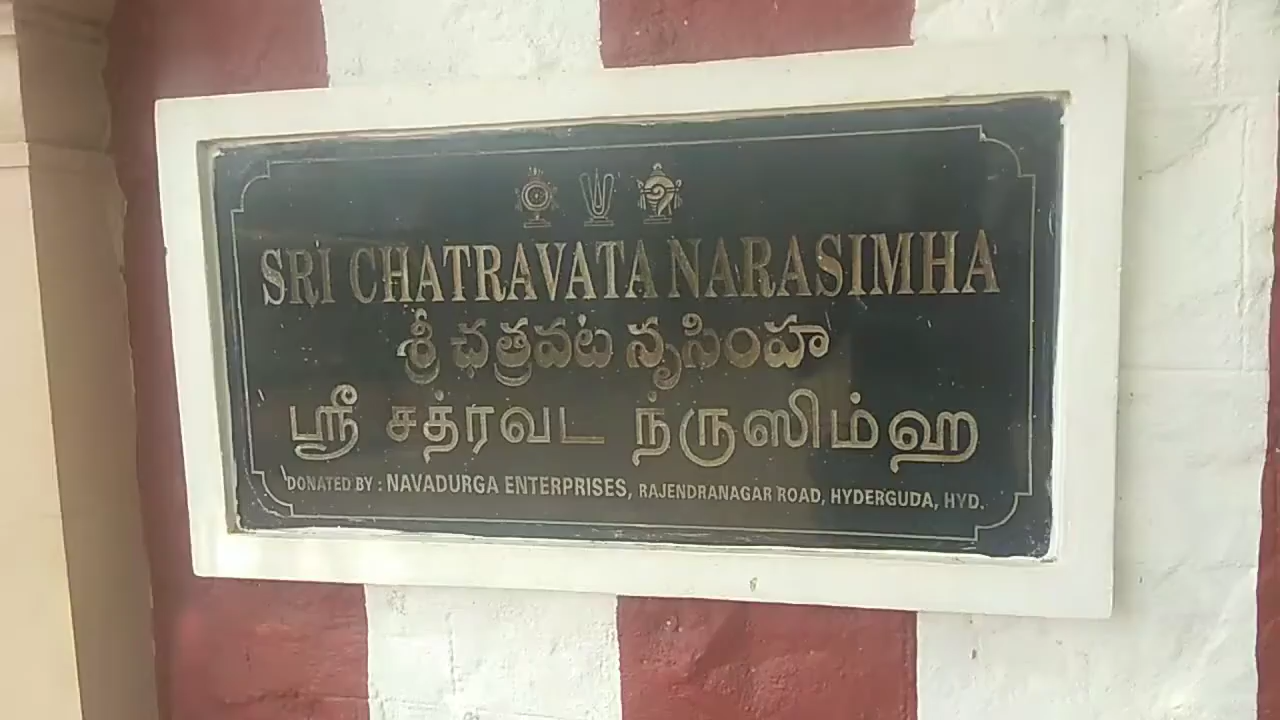 SRI CHATRAVATA NARASIMHA
శ్రీ ఛత్రవట నృసింహ
ஸ்ரீ சத்ரவட ந்ருஸிம்ஹ
DONATED BY : NAVADURGA ENTERPRISES, RAJENDRANAGAR ROAD, HYDERGUDA, HYD.